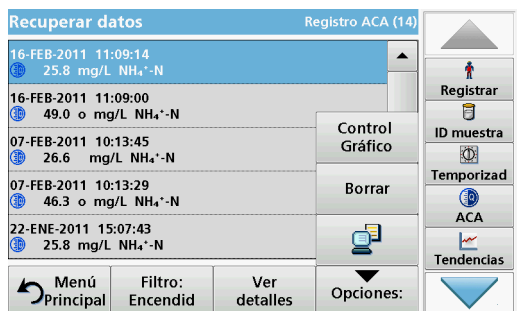 Recuperar datos
Registro ACA (14)
16-FEB-2011 11:09:14
25.8 mg/L NH₄⁺-N
16-FEB-2011 11:09:00
49.0 o mg/L NH₄⁺-N
07-FEB-2011 10:13:45
26.6 mg/L NH₄⁺-N
07-FEB-2011 10:13:29
46.3 o mg/L NH₄⁺-N
22-ENE-2011 15:07:43
25.8 mg/L NH₄⁺-N
Control
Gráfico
Borrar
Menú
Principal
Filtro:
Encendid
Ver
detalles
Opciones:
Registrar
ID muestra
Temporizad
ACA
Tendencias